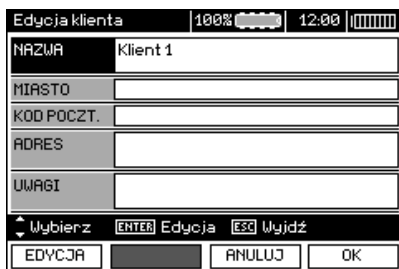 Edycja klienta 100% 12:00
NAZWA Klient 1
MIASTO
KOD POCZT.
ADRES
UWAGI
Wybierz ENTER Edycja ESC Wyjdź
EDYCJA ANULUJ OK